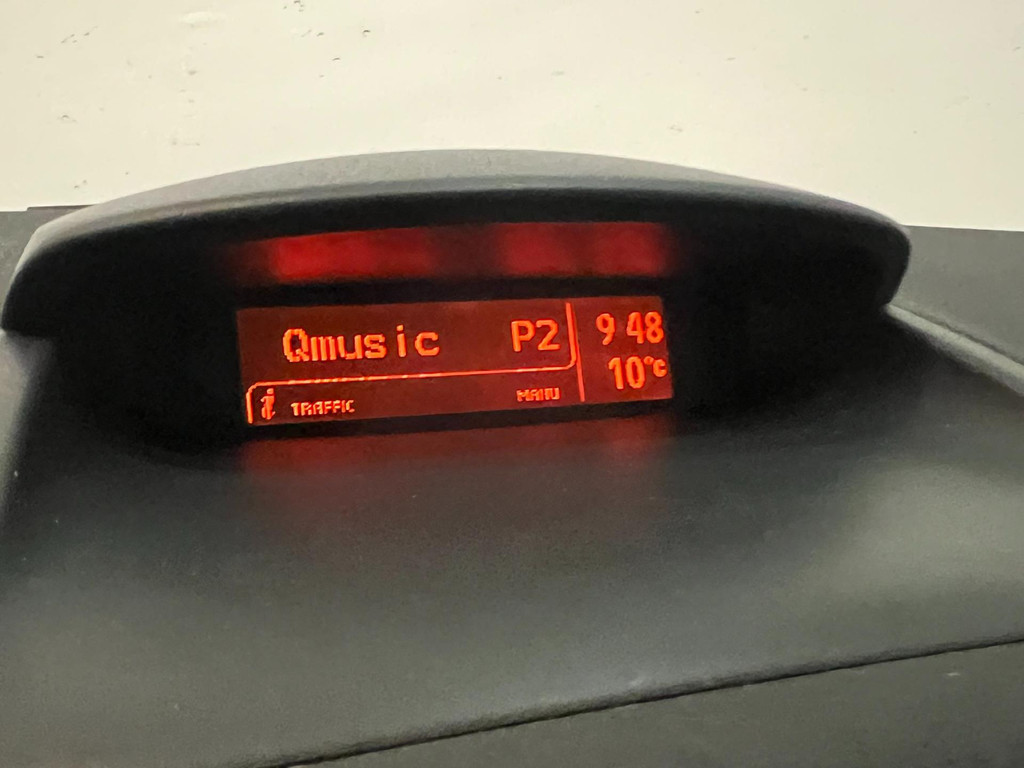 Qmusic P2 9 48
10°C
i TRAFFIC MANU